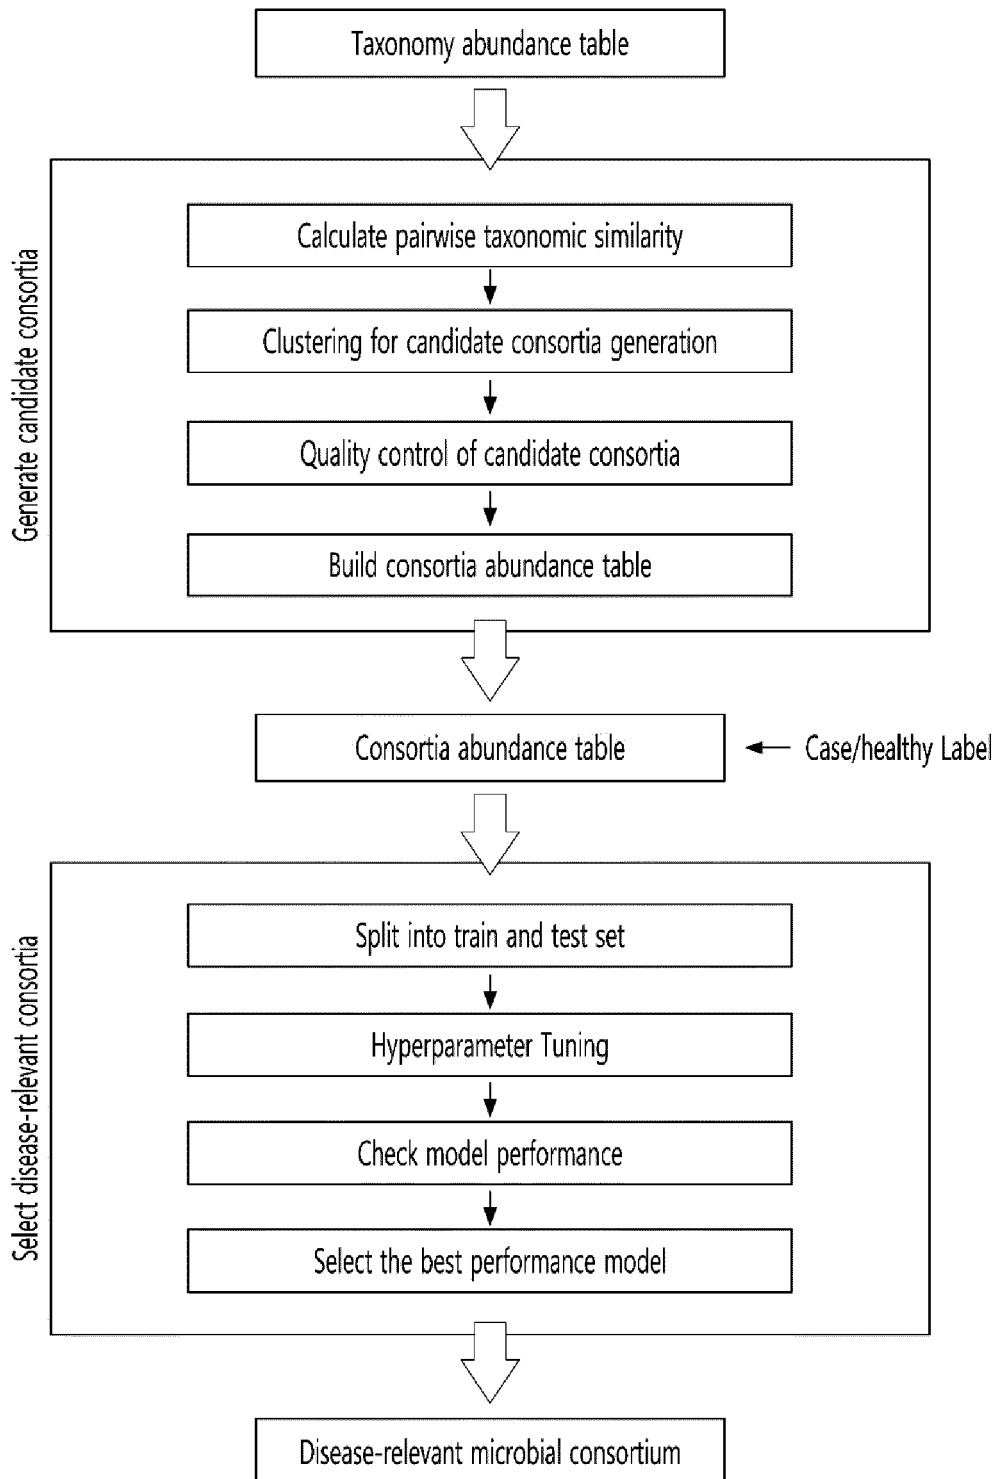 Taxonomy abundance table
Generate candidate consortia
Calculate pairwise taxonomic similarity
Clustering for candidate consortia generation
Quality control of candidate consortia
Build consortia abundance table
Consortia abundance table
Case/healthy Label
Select disease-relevant consortia
Split into train and test set
Hyperparameter Tuning
Check model performance
Select the best performance model
Disease-relevant microbial consortium